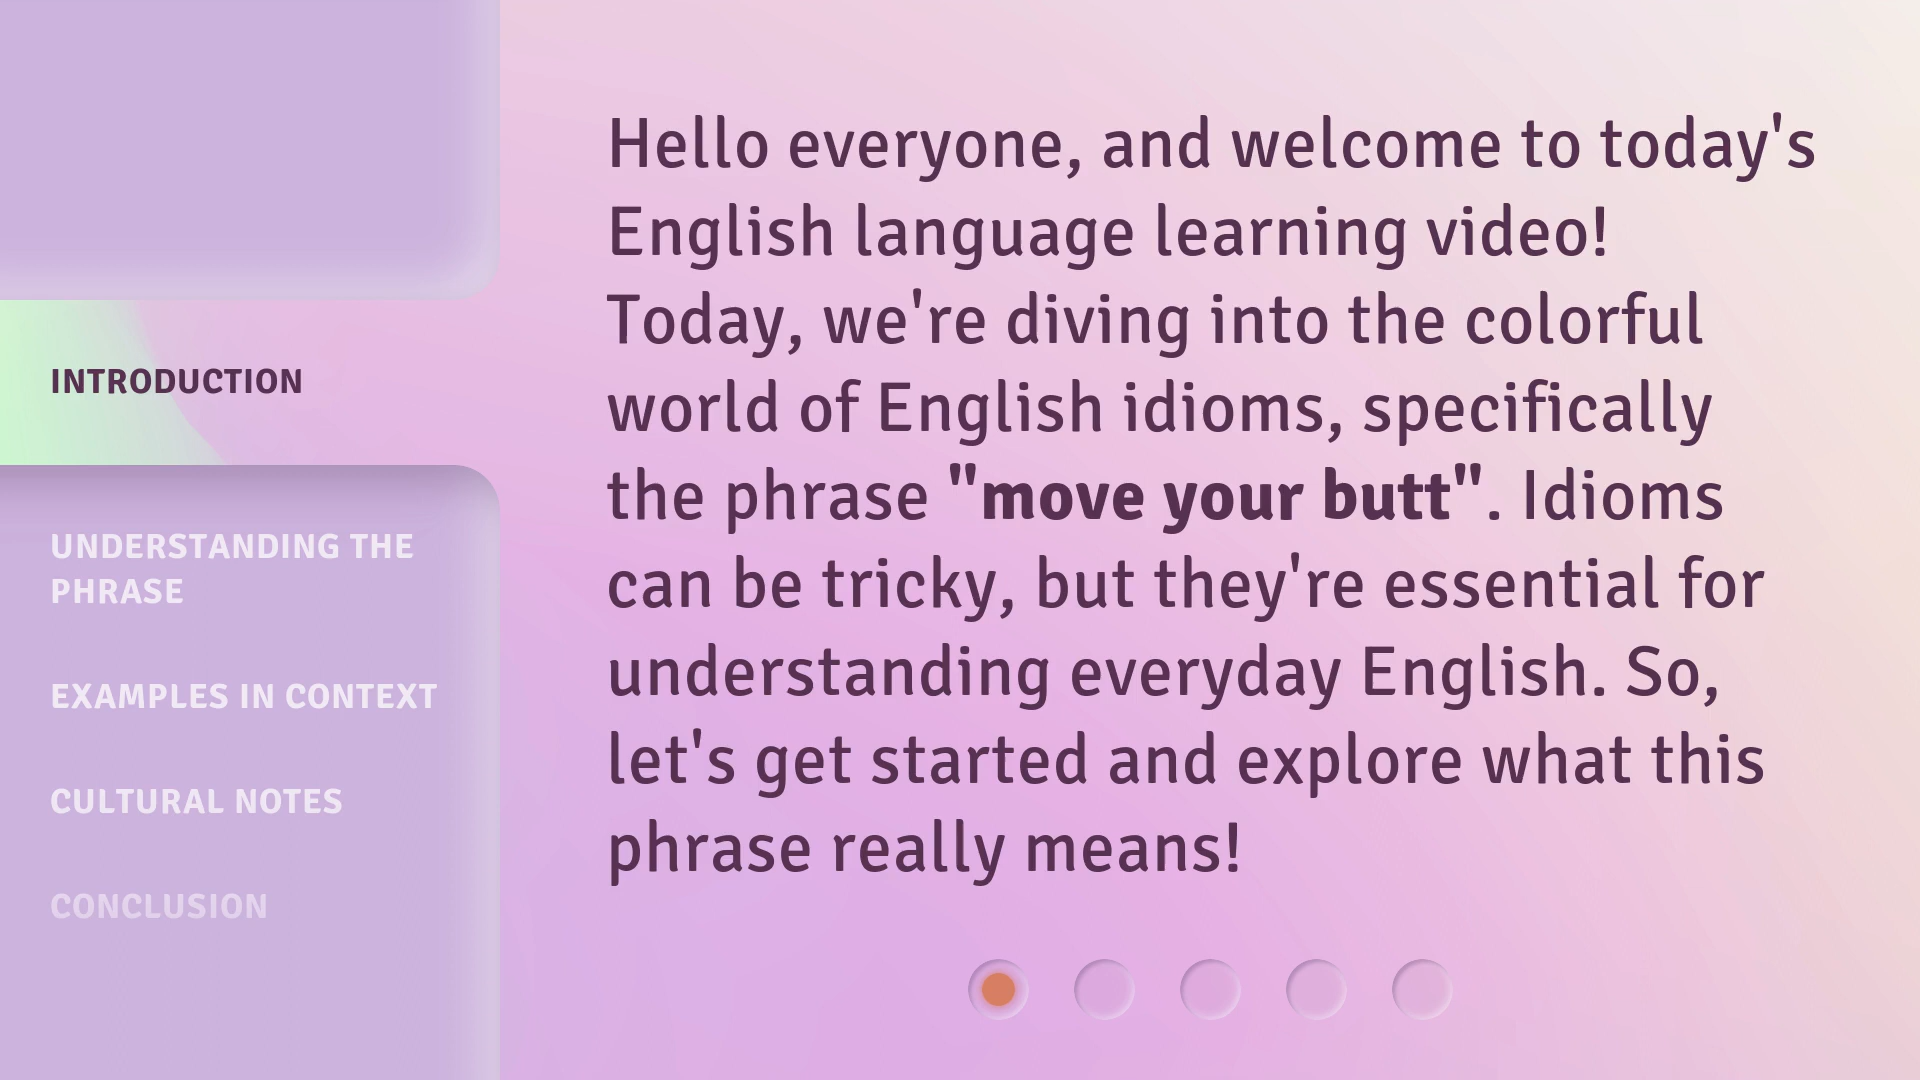 INTRODUCTION
UNDERSTANDING THE
PHRASE
EXAMPLES IN CONTEXT
CULTURAL NOTES
CONCLUSION
Hello everyone, and welcome to today's
English language learning video!
Today, we're diving into the colorful
world of English idioms, specifically
the phrase "move your butt". Idioms
can be tricky, but they're essential for
understanding everyday English. So,
let's get started and explore what this
phrase really means!